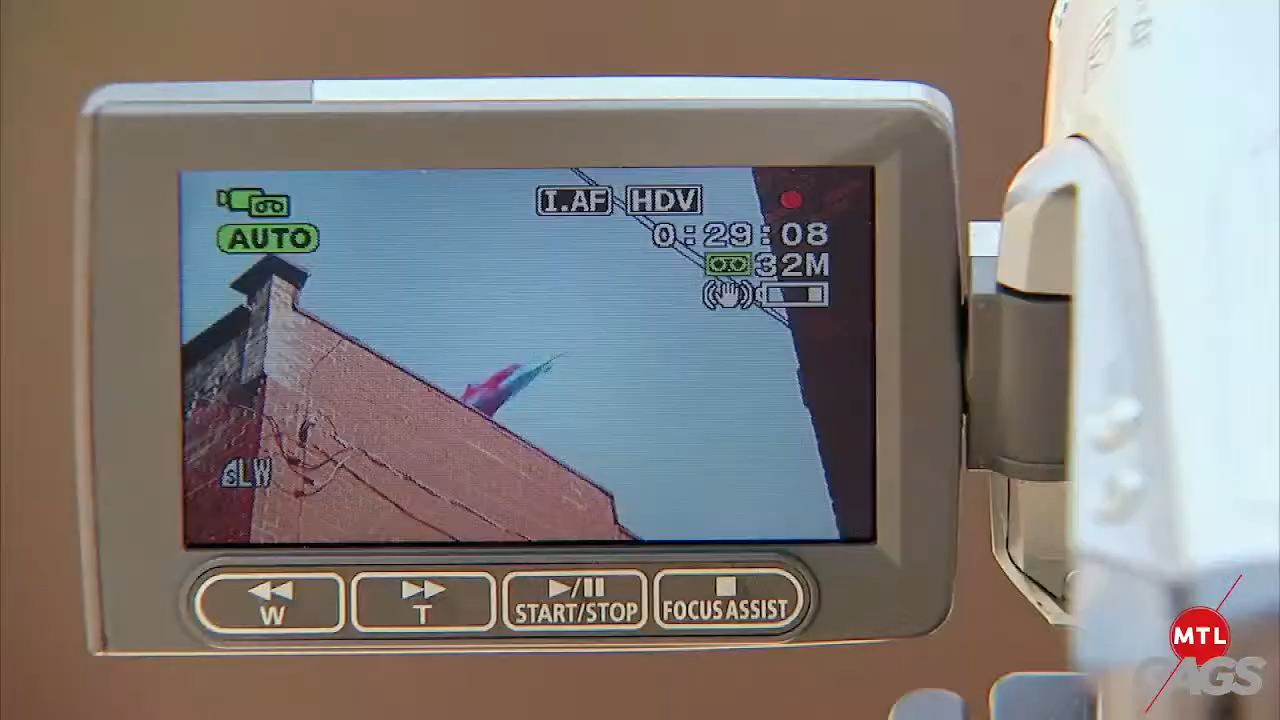 I.AF HDV
AUTO
0:29:08
32M
SLW
W T START/STOP FOCUS ASSIST
MTL
GAGS